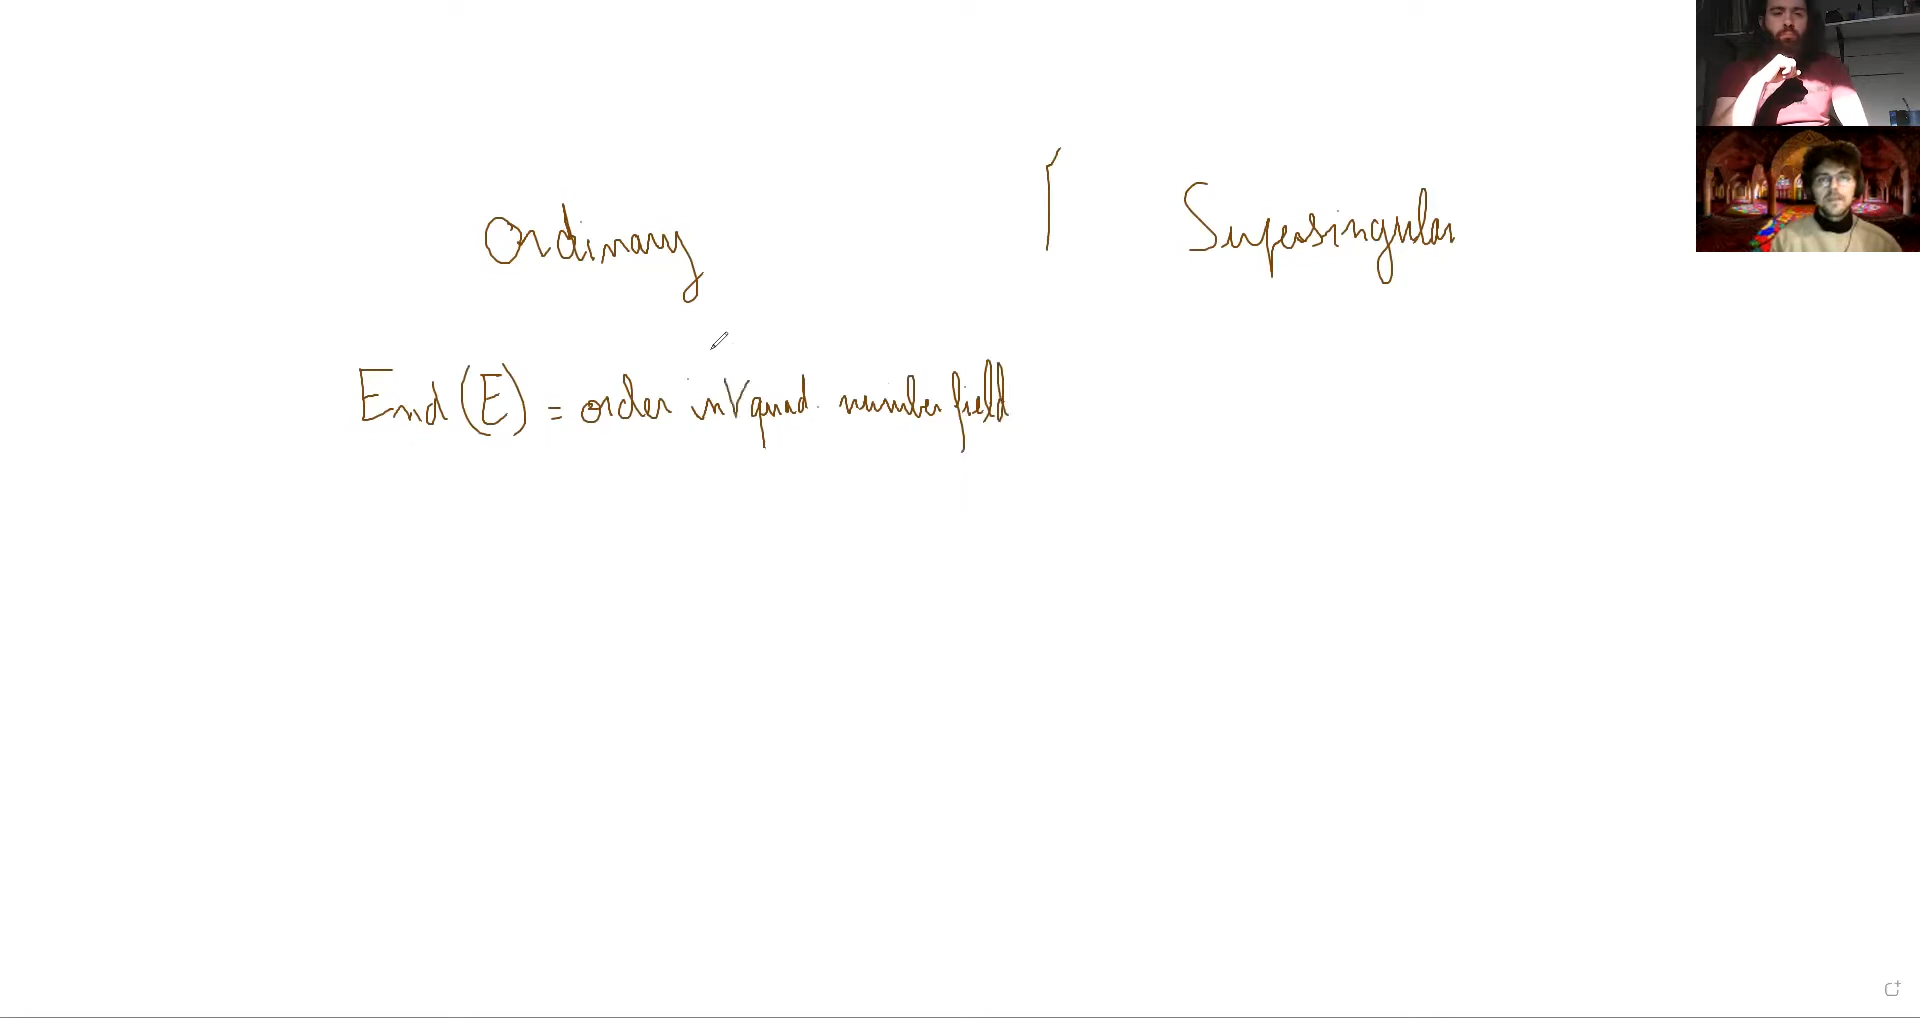 Ordinary
Supersingular
End(E) = order in quad. number field